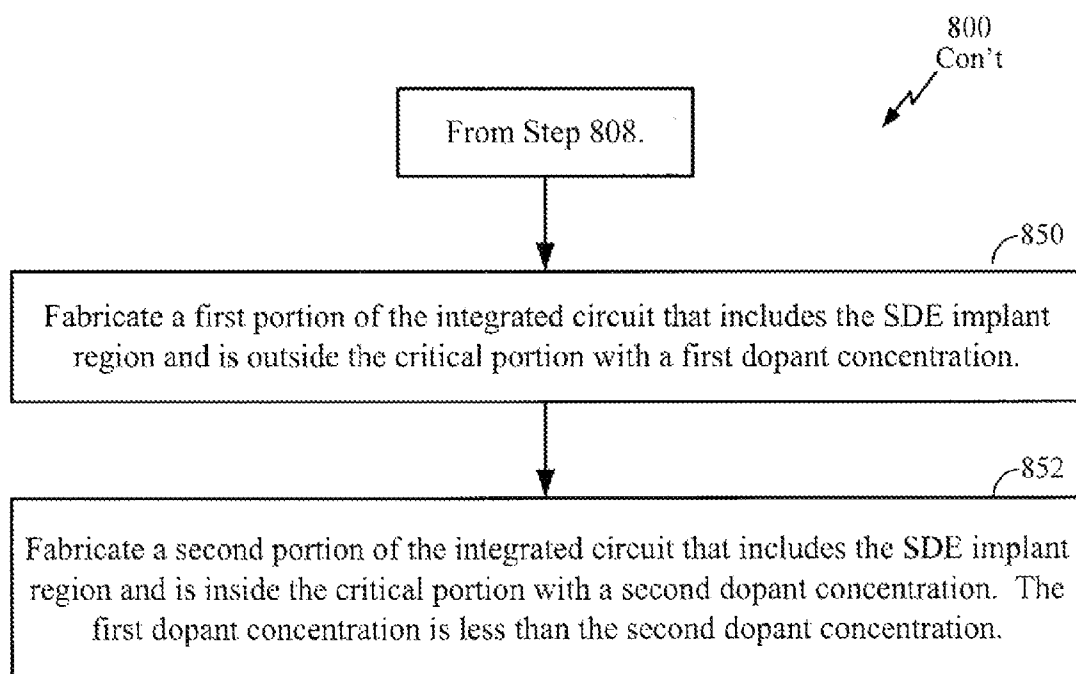 800
Con't
From Step 808.
850
Fabricate a first portion of the integrated circuit that includes the SDE implant
region and is outside the critical portion with a first dopant concentration.
852
Fabricate a second portion of the integrated circuit that includes the SDE implant
region and is inside the critical portion with a second dopant concentration. The
first dopant concentration is less than the second dopant concentration.